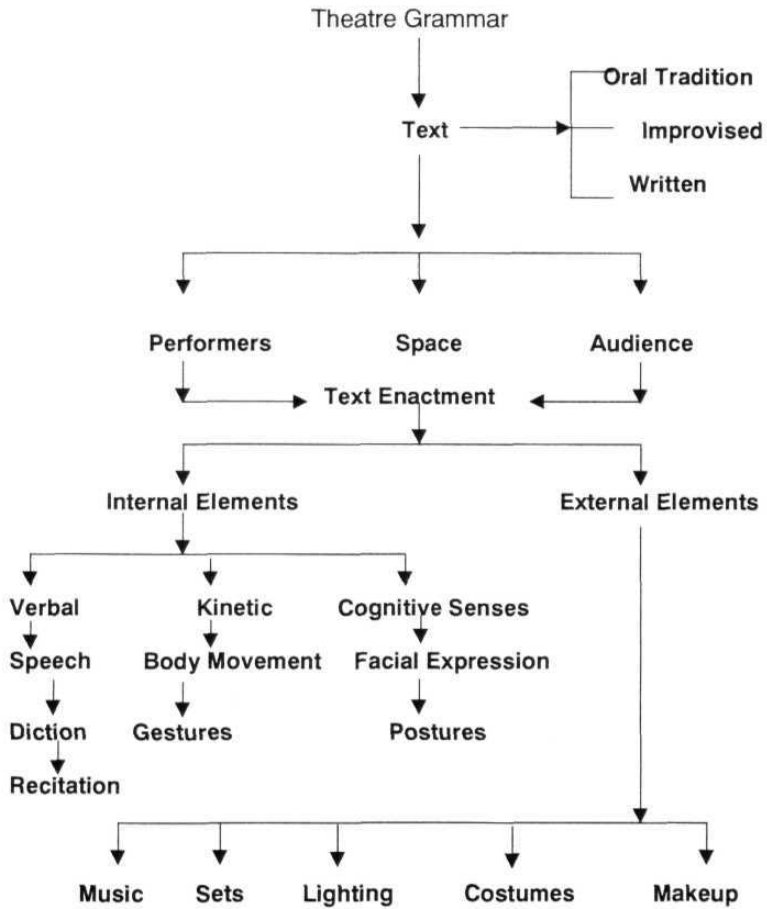 Theatre Grammar
Oral Tradition
Text
Improvised
Written
Performers Space Audience
Text Enactment
Internal Elements External Elements
Verbal Kinetic Cognitive Senses
Speech Body Movement Facial Expression
Diction Gestures Postures
Recitation
Music Sets Lighting Costumes Makeup